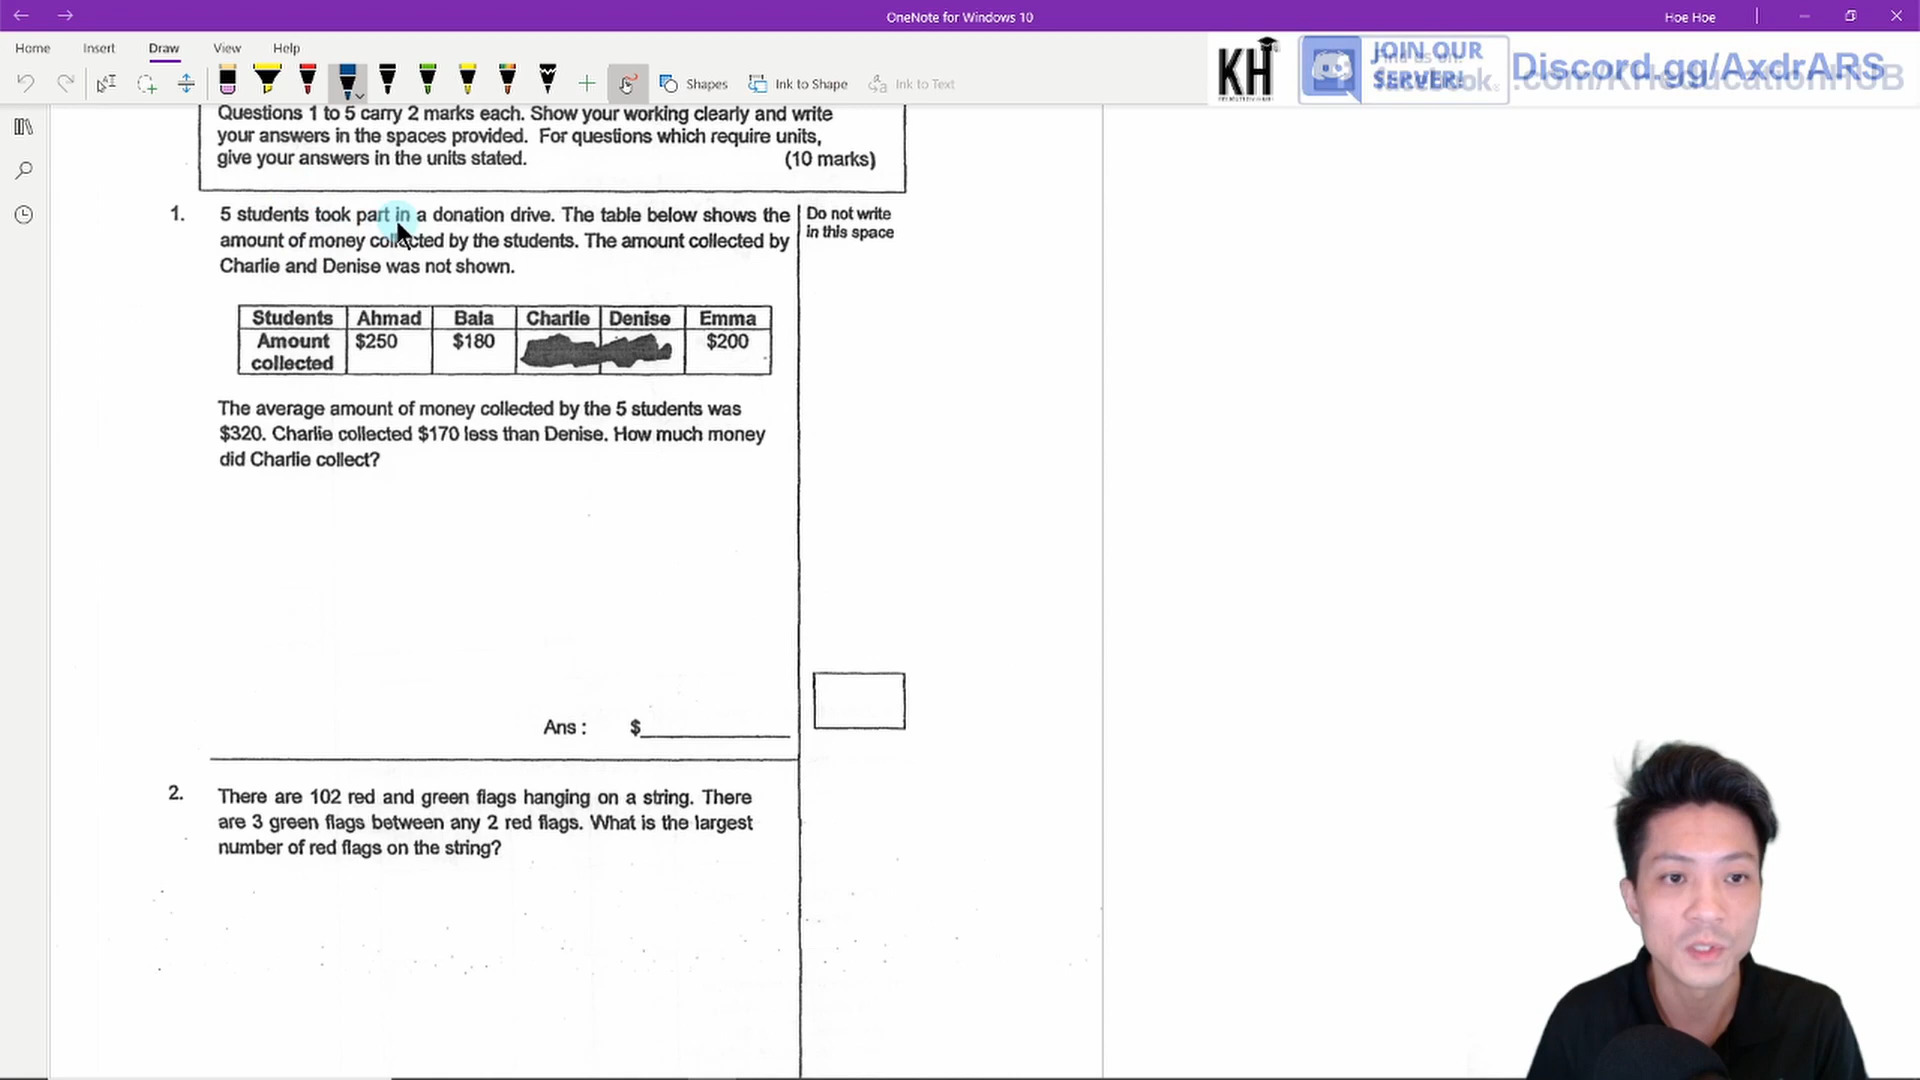 OneNote for Windows 10
Hoe Hoe
Home Insert Draw View Help
KH
JOIN OUR
SERVER!
Discord.gg/AxdrARS
Shapes
Ink to Shape
Ink to Text
Questions 1 to 5 carry 2 marks each. Show your working clearly and write
your answers in the spaces provided. For questions which require units,
give your answers in the units stated. (10 marks)
1. 5 students took part in a donation drive. The table below shows the
amount of money collected by the students. The amount collected by
Charlie and Denise was not shown.
Do not write
in this space
Students Ahmad Bala Charlie Denise Emma
Amount collected $250 $180 $200
The average amount of money collected by the 5 students was
$320. Charlie collected $170 less than Denise. How much money
did Charlie collect?
Ans : $
2. There are 102 red and green flags hanging on a string. There
are 3 green flags between any 2 red flags. What is the largest
number of red flags on the string?